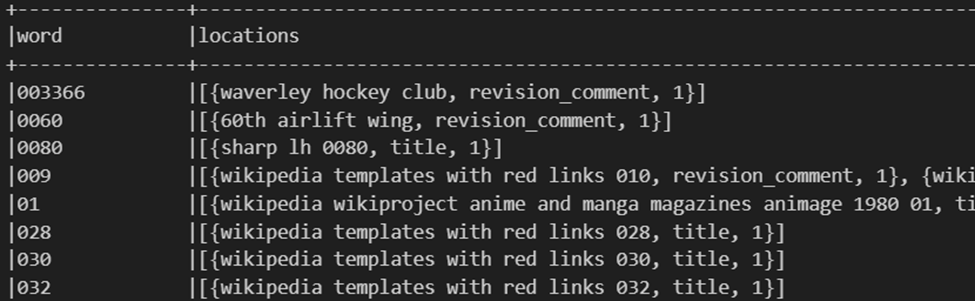 +---------------+------------------------------------------------------------------------
|word           |locations
+---------------+------------------------------------------------------------------------
|003366         |[{waverley hockey club, revision_comment, 1}]
|0060           |[{60th airlift wing, revision_comment, 1}]
|0080           |[{sharp lh 0080, title, 1}]
|009            |[{wikipedia templates with red links 010, revision_comment, 1}, {wiki
|01             |[{wikipedia wikiproject anime and manga magazines animage 1980 01, ti
|028            |[{wikipedia templates with red links 028, title, 1}]
|030            |[{wikipedia templates with red links 030, title, 1}]
|032            |[{wikipedia templates with red links 032, title, 1}]